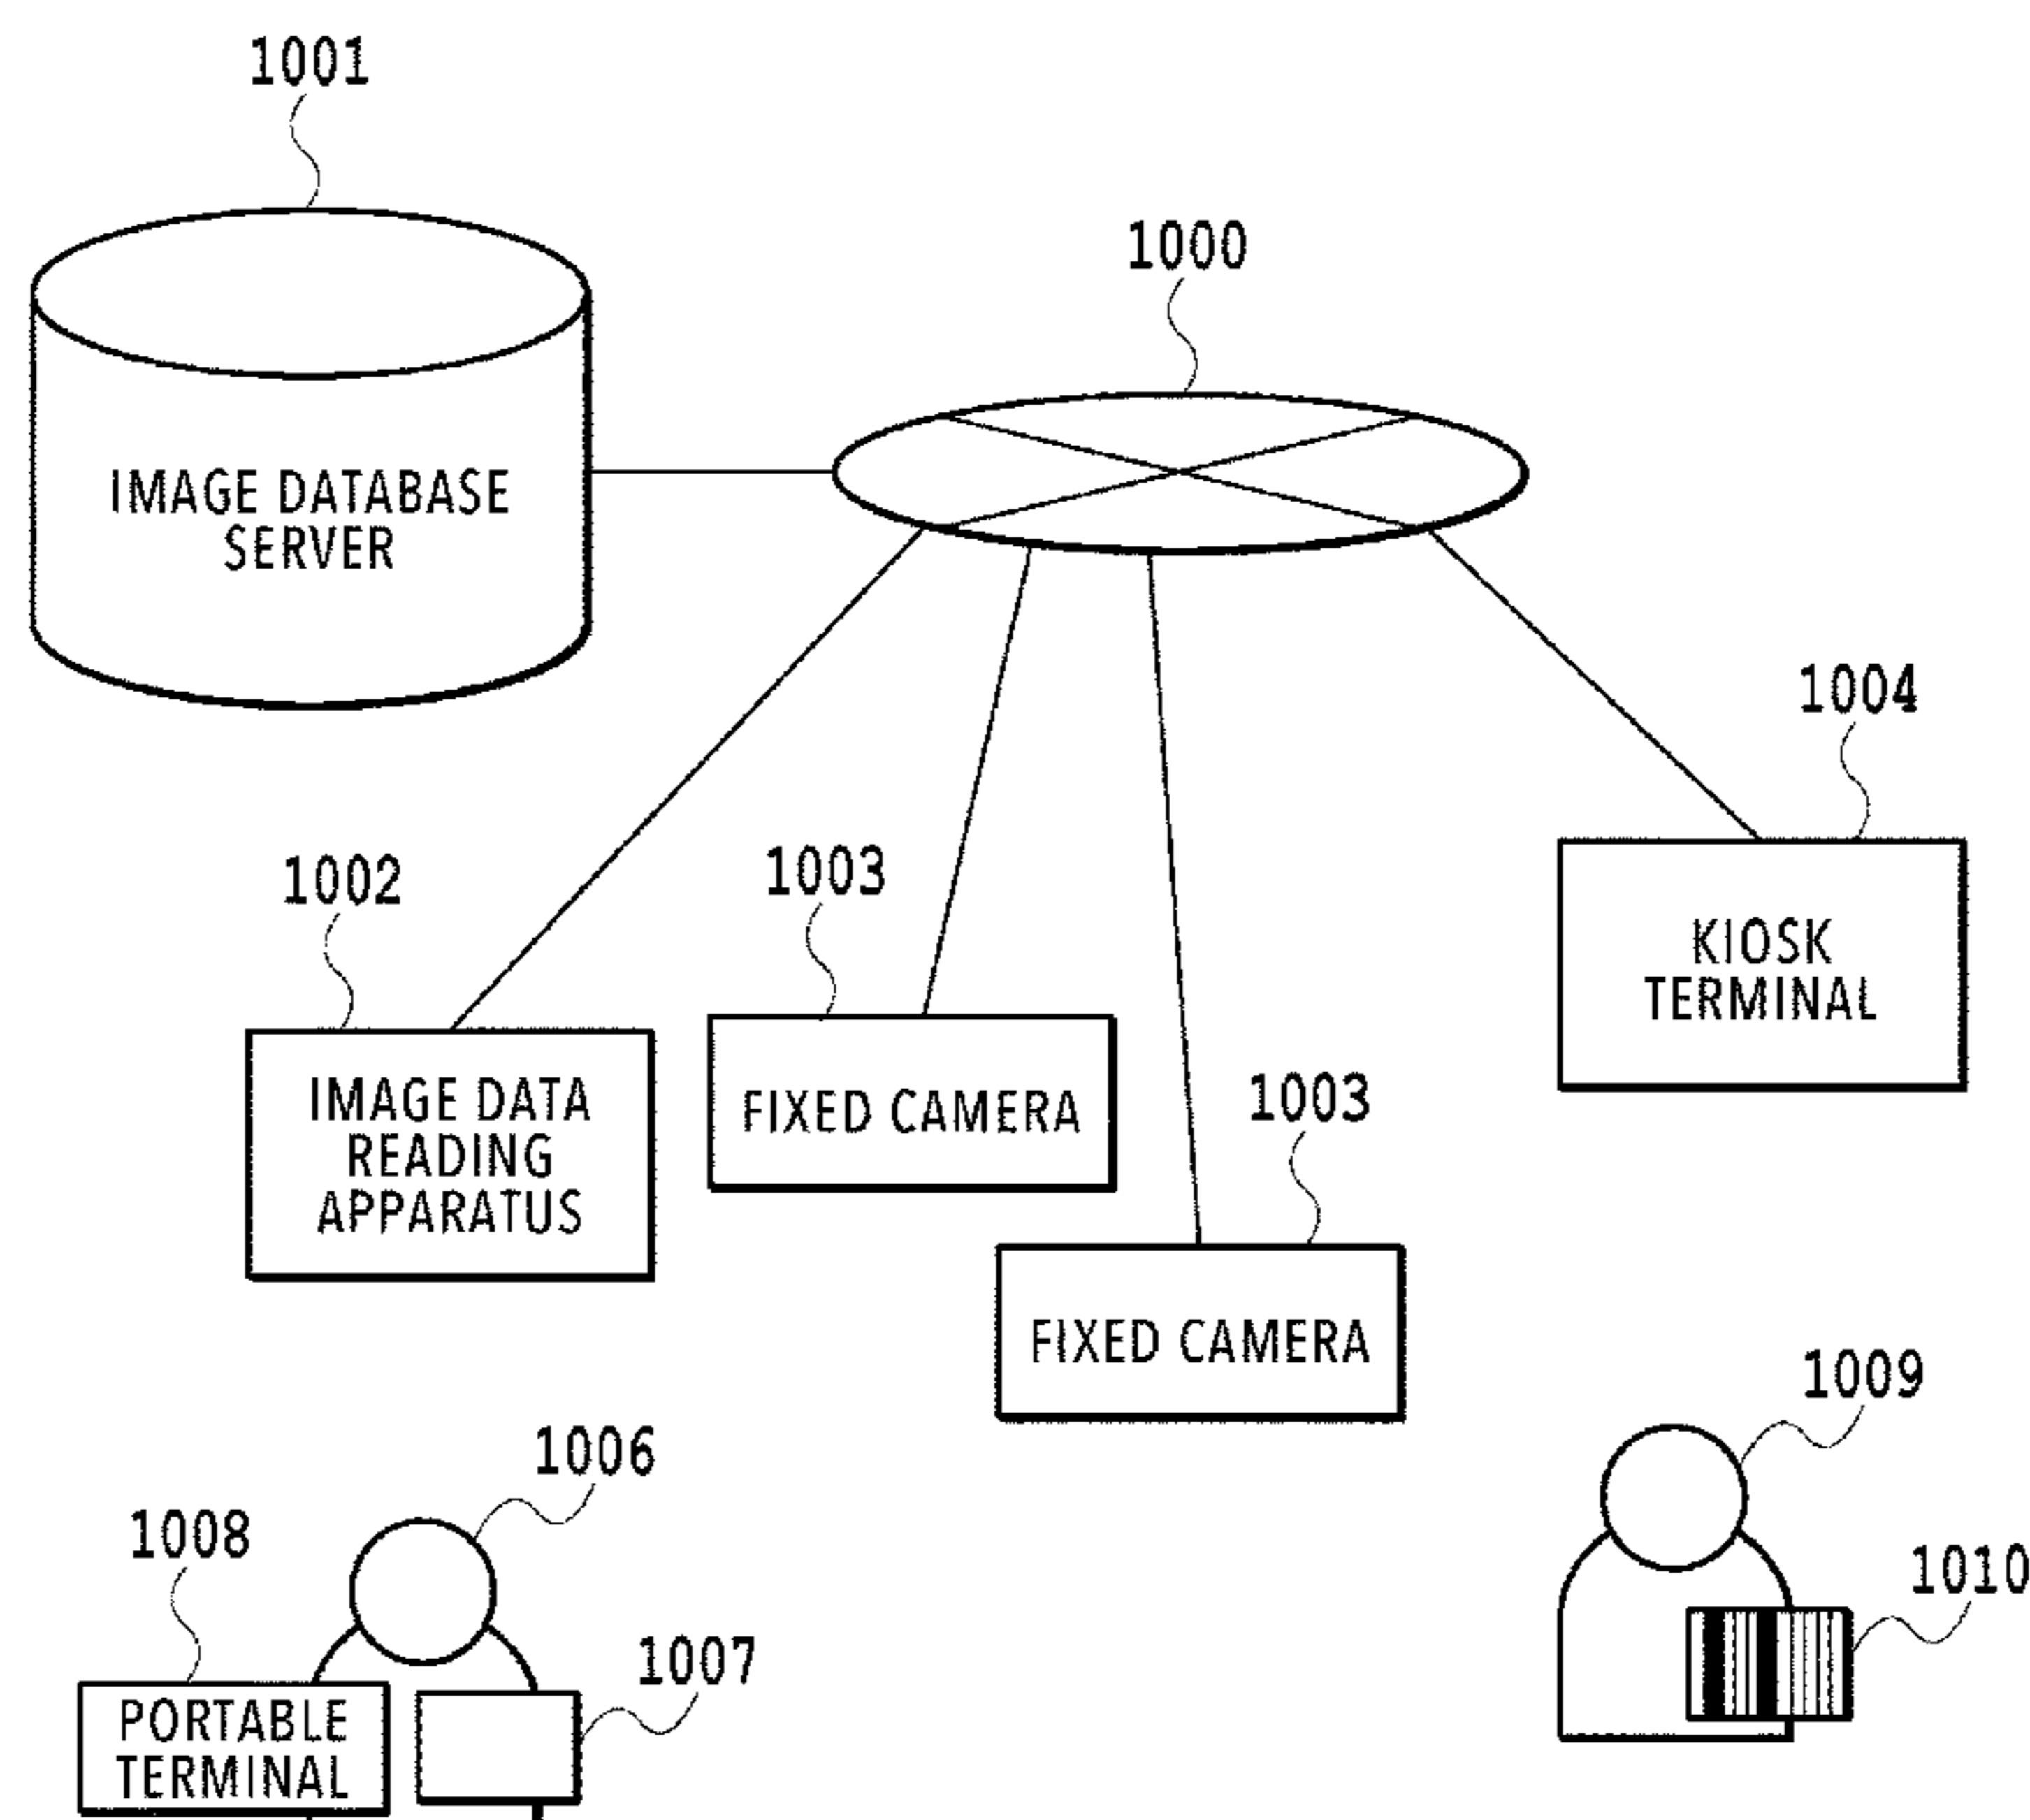 1001
1000
IMAGE DATABASE
SERVER
1004
1002
1003
KIOSK
TERMINAL
IMAGE DATA
READING
APPARATUS
FIXED CAMERA
1003
FIXED CAMERA
1009
1006
1008
1010
1007
PORTABLE
TERMINAL